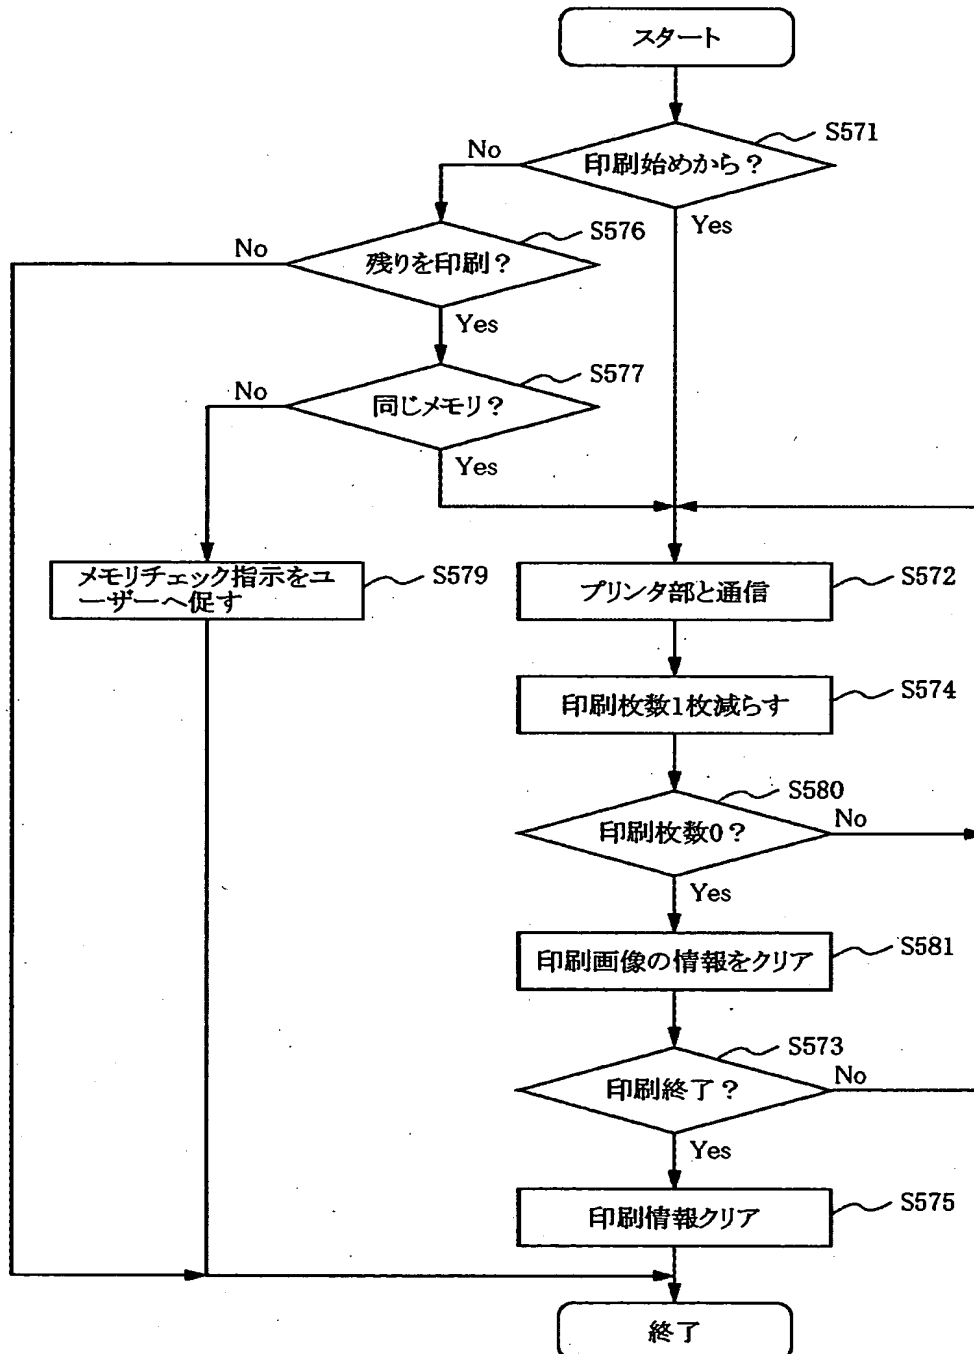 スタート
S571
印刷始めから？
No
Yes
S576
残りを印刷？
No
Yes
S577
同じメモリ？
No
Yes
メモリチェック指示をユ
ーザーへ促す
S579
プリンタ部と通信
S572
印刷枚数1枚減らす
S574
S580
印刷枚数0？
No
Yes
印刷画像の情報をクリア
S581
S573
印刷終了？
No
Yes
印刷情報クリア
S575
終了